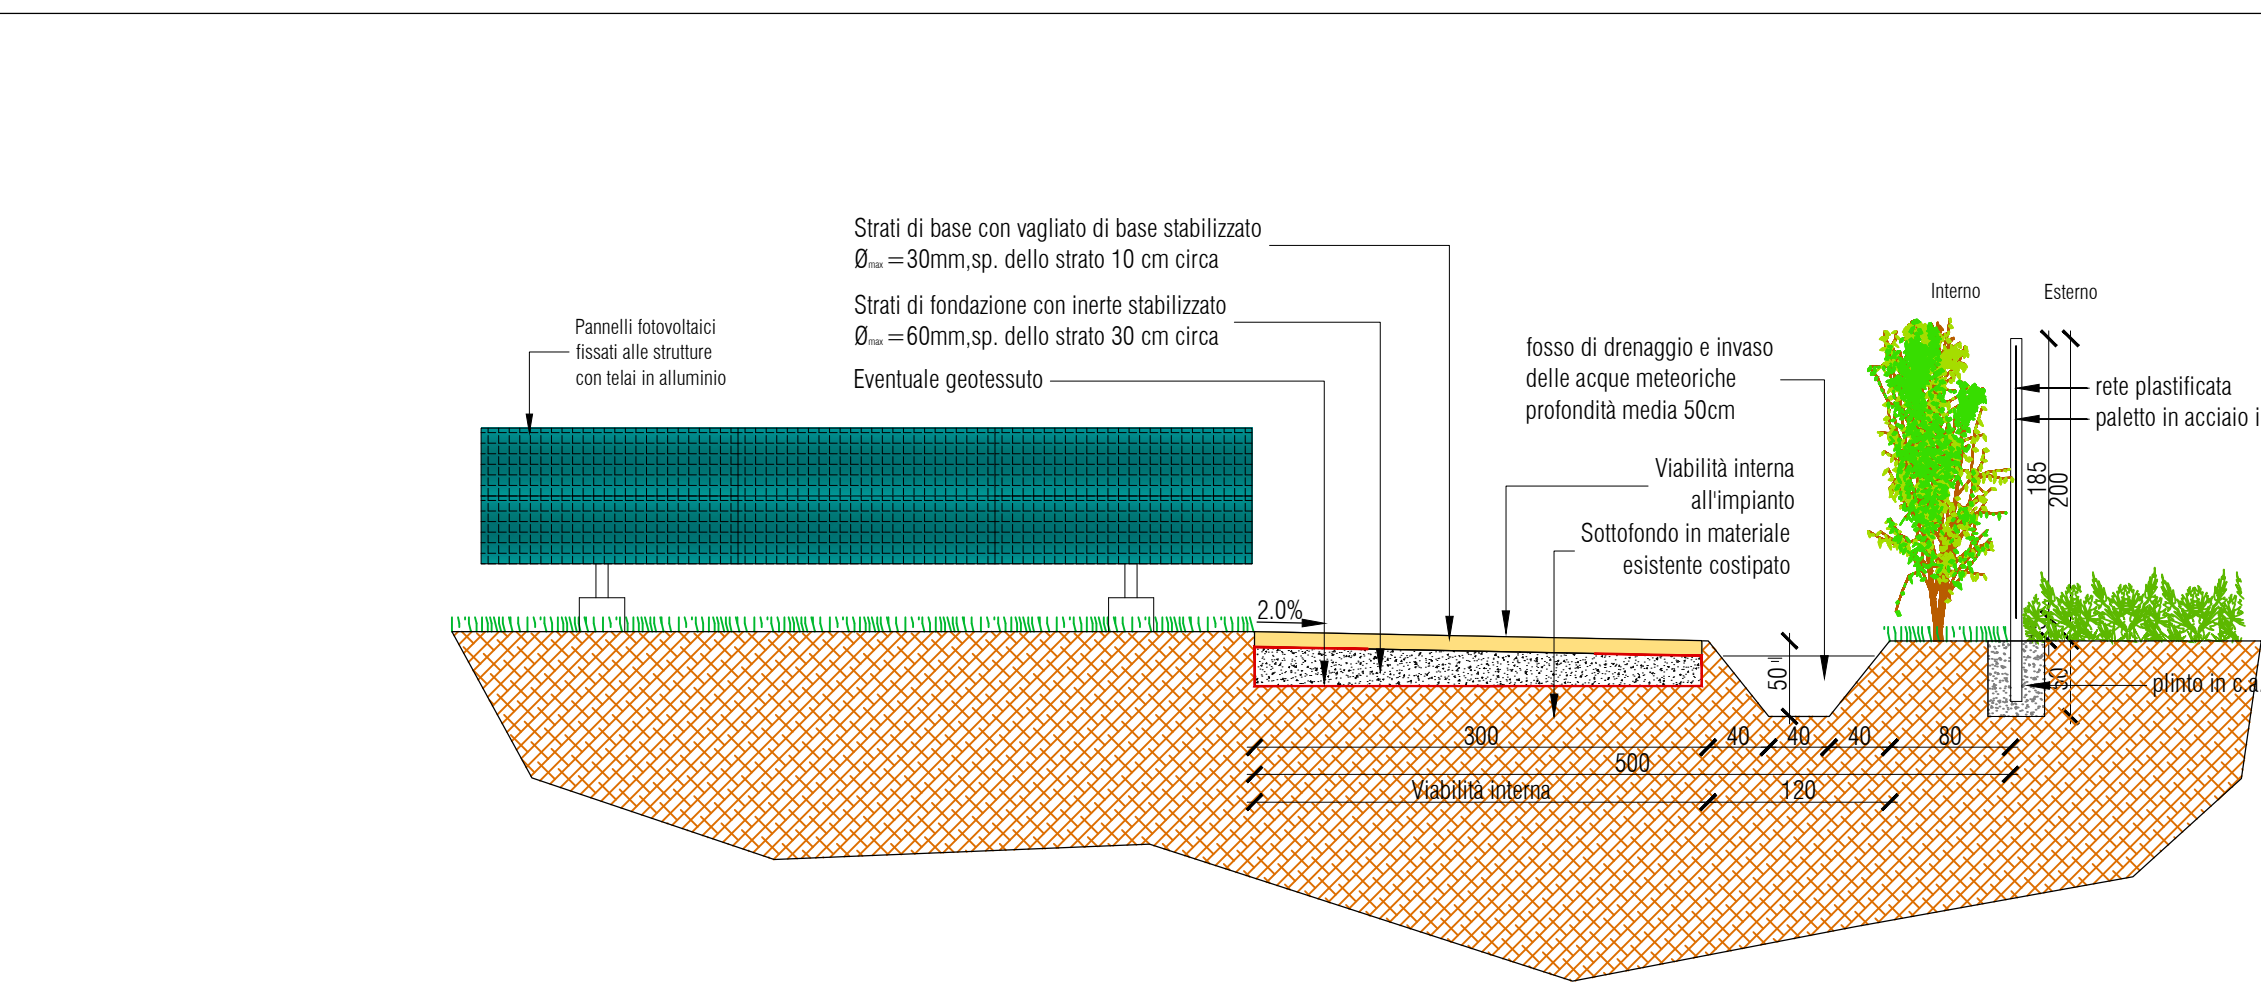 Strati di base con vagliato di base stabilizzato
Ømax=30mm,sp. dello strato 10 cm circa
Strati di fondazione con inerte stabilizzato
Ømax=60mm,sp. dello strato 30 cm circa
Eventuale geotessuto
Pannelli fotovoltaici
fissati alle strutture
con telai in alluminio
fosso di drenaggio e invaso
delle acque meteoriche
profondità media 50cm
Viabilità interna
all'impianto
Sottofondo in materiale
esistente costipato
Interno
Esterno
rete plastificata
paletto in acciaio i
185
200
2.0%
50
50
plinto in c.a.
300
40
40
40
80
500
Viabilità interna
120